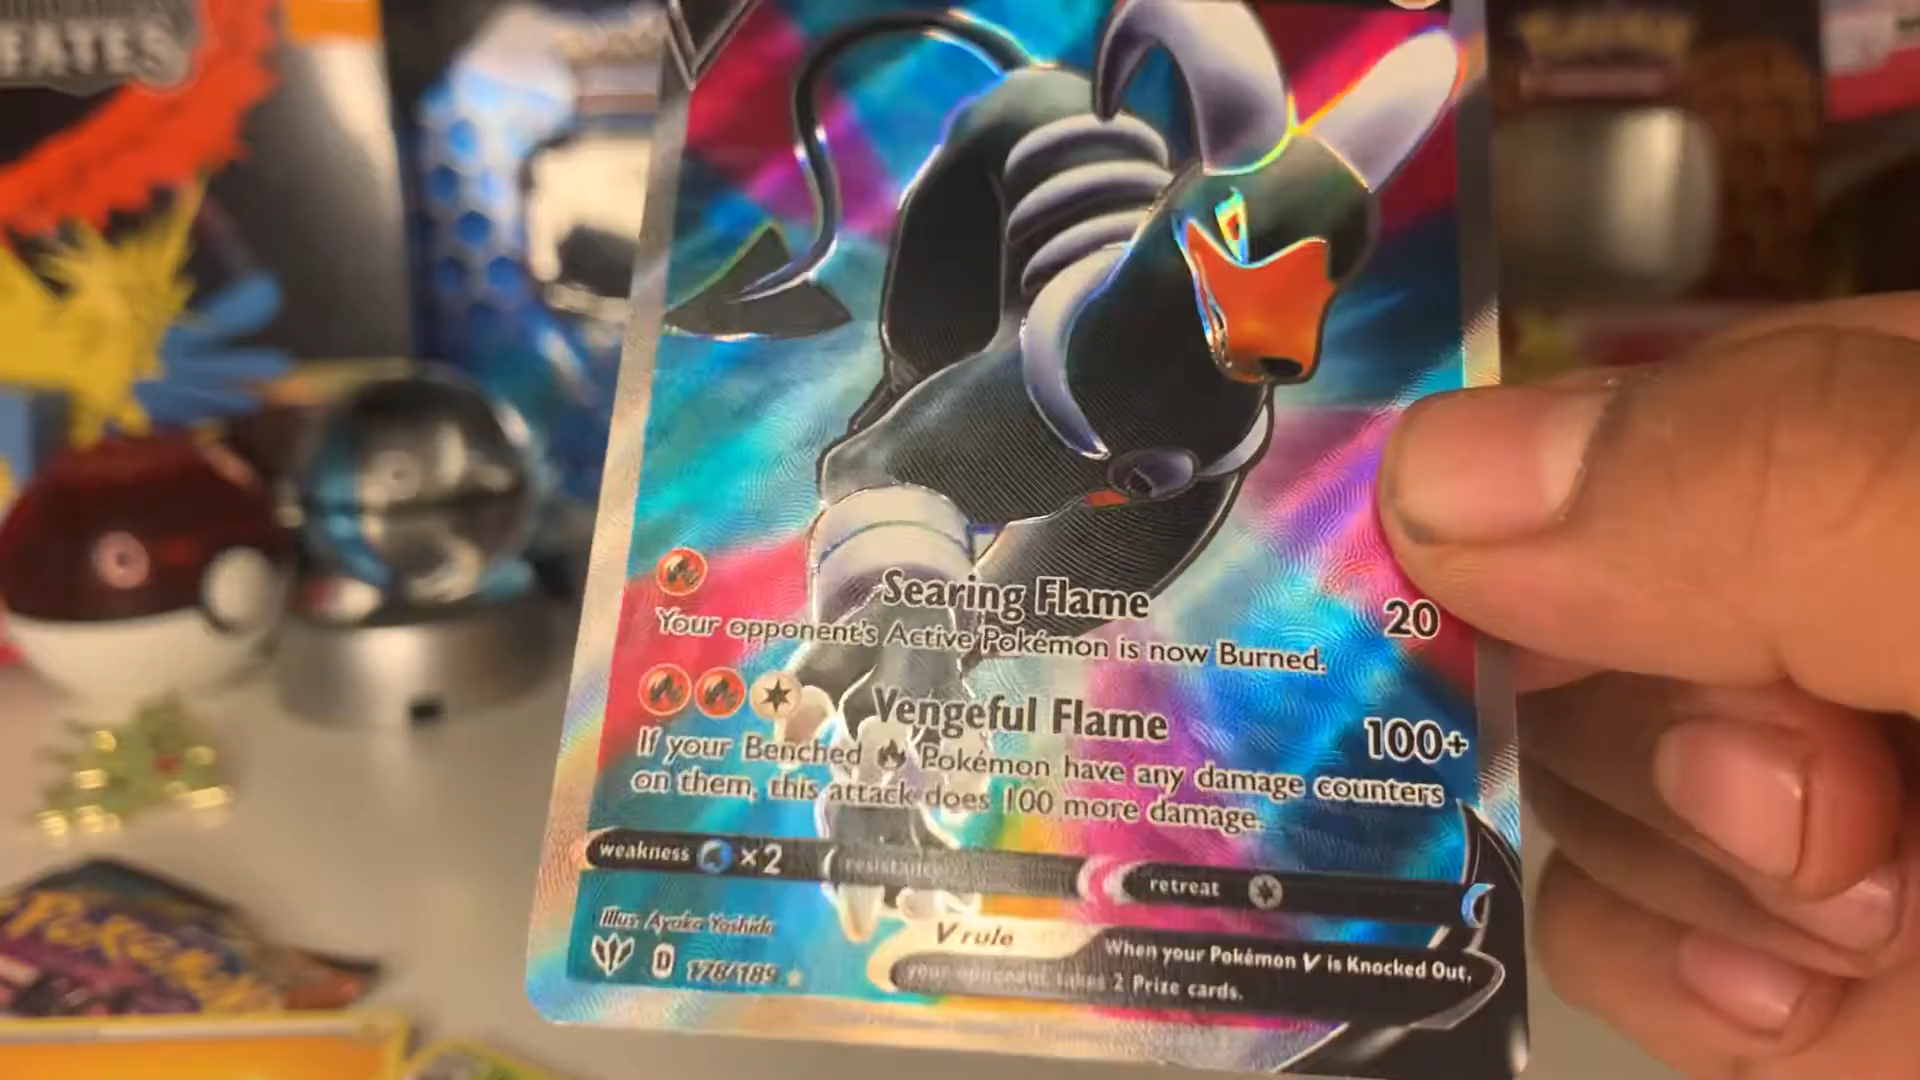 EATES
Searing Flame 20
Your opponent's Active Pokémon is now Burned.
Vengeful Flame 100+
If your Benched Pokémon have any damage counters
on them, this attack does 100 more damage.
weakness ×2 resistance retreat
Illus. Ayaka Yoshida
V rule When your Pokémon V is Knocked Out,
your opponent takes 2 Prize cards.
D 178/189
Pokémon